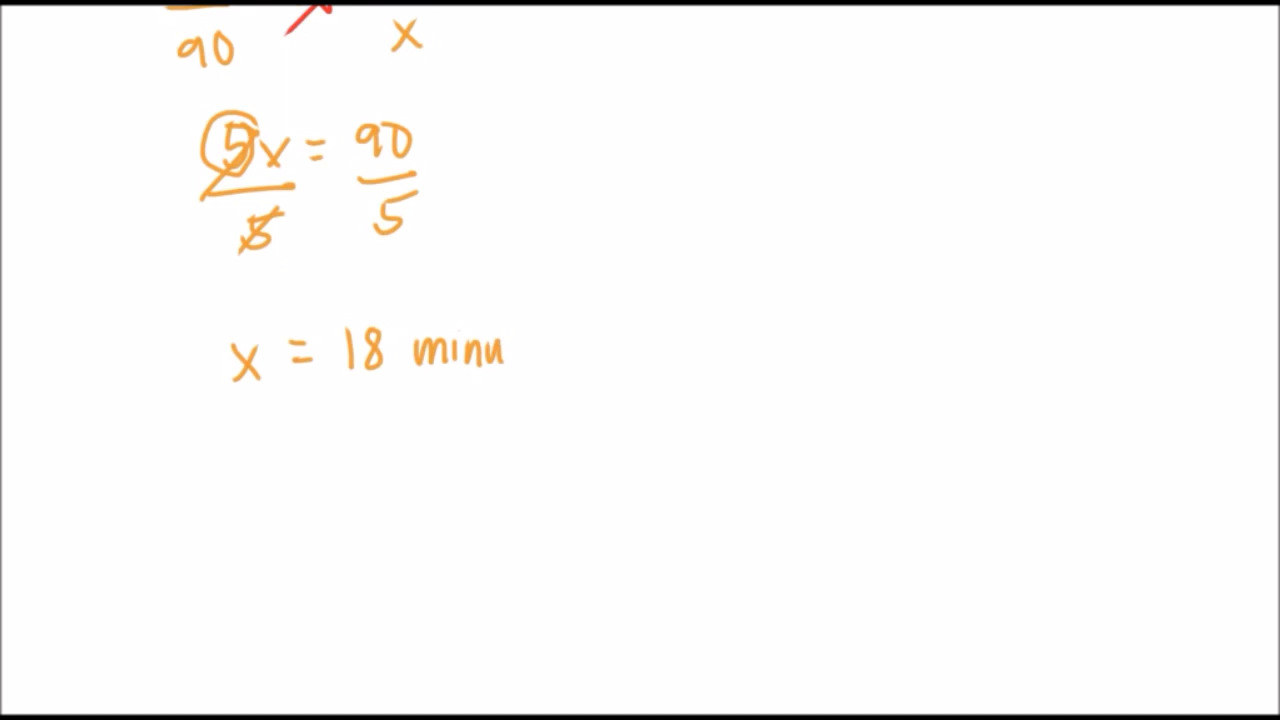 90 x
5x = 90
5 5
x = 18 minu